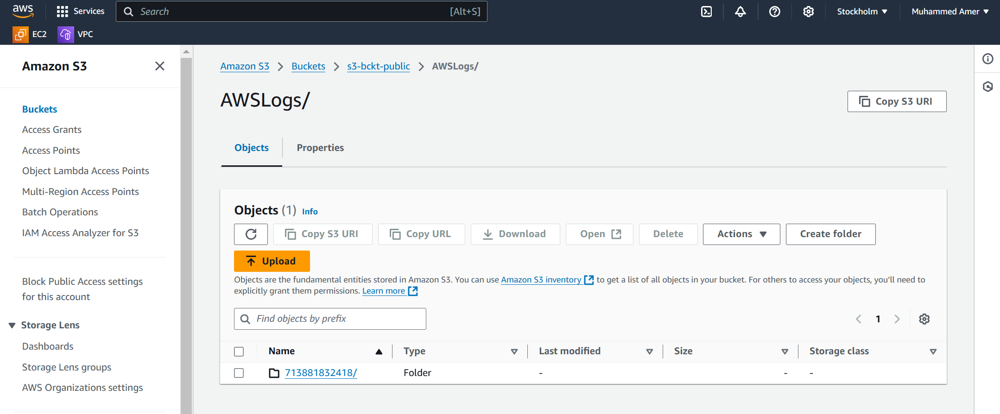 aws
Services
Search
[Alt+S]
Stockholm
Muhammed Amer
EC2
VPC
Amazon S3
Buckets
Access Grants
Access Points
Object Lambda Access Points
Multi-Region Access Points
Batch Operations
IAM Access Analyzer for S3
Block Public Access settings
for this account
Storage Lens
Dashboards
Storage Lens groups
AWS Organizations settings
Amazon S3 > Buckets > s3-bckt-public > AWSLogs/
AWSLogs/
Copy S3 URI
Objects
Properties
Objects (1) Info
Copy S3 URI
Copy URL
Download
Open
Delete
Actions
Create folder
Upload
Objects are the fundamental entities stored in Amazon S3. You can use Amazon S3 inventory to get a list of all objects in your bucket. For others to access your objects, you'll need to
explicitly grant them permissions. Learn more
Find objects by prefix
1
Name Type Last modified Size Storage class
713881832418/ Folder - - -